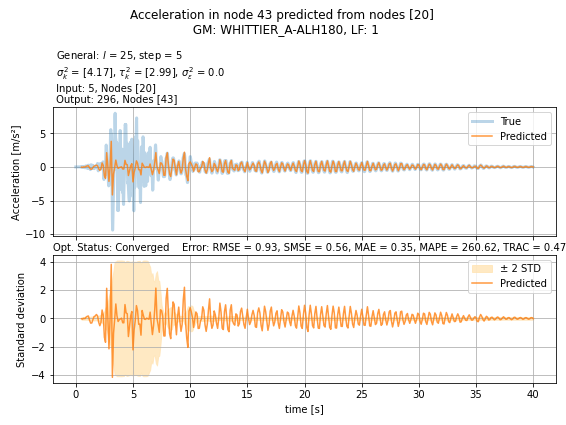 Acceleration in node 43 predicted from nodes [20]
GM: WHITTIER_A-ALH180, LF: 1
General: l = 25, step = 5
σ²ₖ = [4.17], τ²ₖ = [2.99], σ²ε = 0.0
Input: 5, Nodes [20]
Output: 296, Nodes [43]
Acceleration [m/s²]
5
0
−5
−10
True
Predicted
Opt. Status: Converged Error: RMSE = 0.93, SMSE = 0.56, MAE = 0.35, MAPE = 260.62, TRAC = 0.47
Standard deviation
4
2
0
−2
−4
± 2 STD
Predicted
0 5 10 15 20 25 30 35 40
time [s]